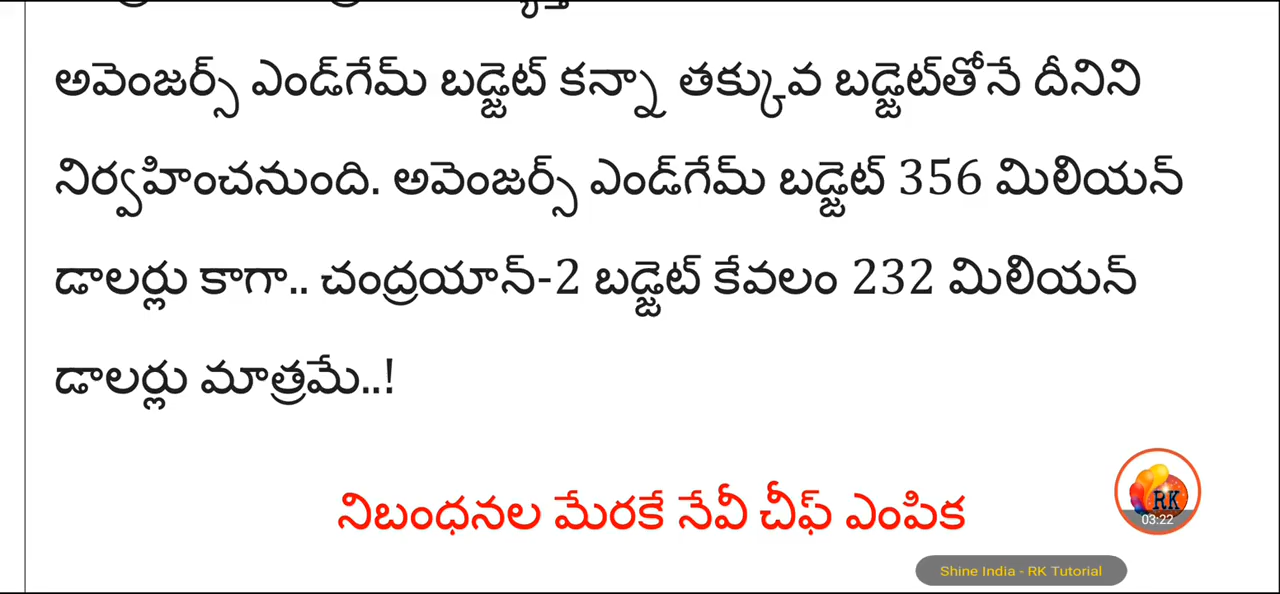 అవెంజర్స్ ఎండ్‌గేమ్ బడ్జెట్ కన్నా తక్కువ బడ్జెట్‌తోనే దీనిని
నిర్వహించనుంది. అవెంజర్స్ ఎండ్‌గేమ్ బడ్జెట్ 356 మిలియన్
డాలర్లు కాగా.. చంద్రయాన్-2 బడ్జెట్ కేవలం 232 మిలియన్
డాలర్లు మాత్రమే..!
నిబంధనల మేరకే నేవీ చీఫ్ ఎంపిక
RK
03:22
Shine India - RK Tutorial